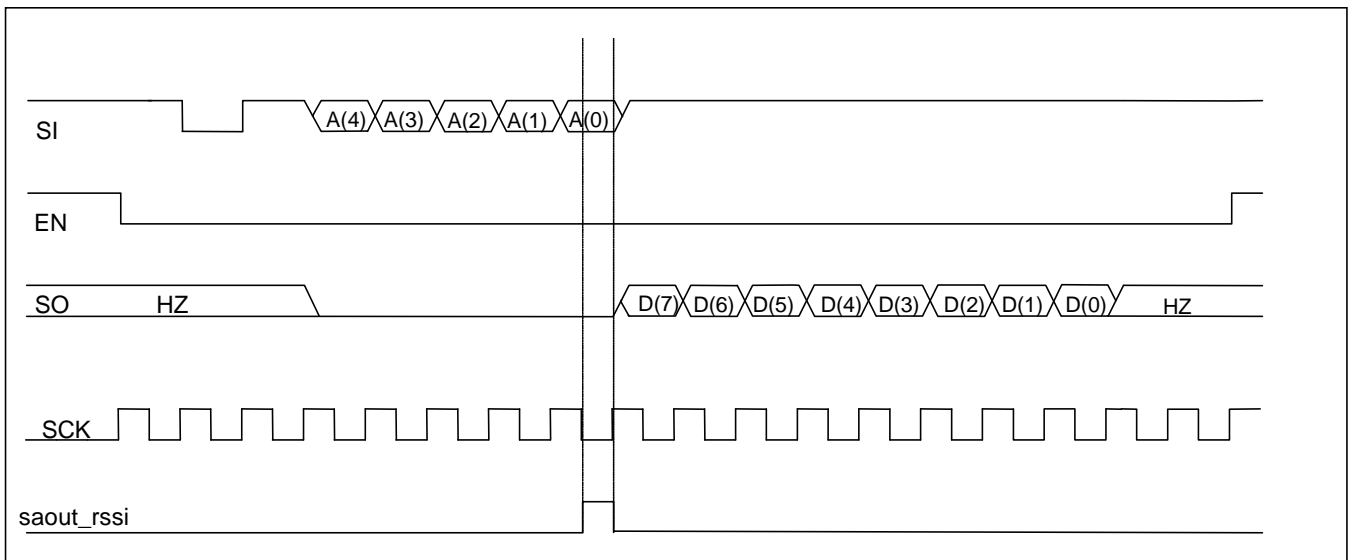 SI A(4) A(3) A(2) A(1) A(0)
EN
SO HZ D(7) D(6) D(5) D(4) D(3) D(2) D(1) D(0) HZ
SCK
saout_rssi